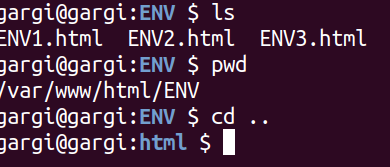 gargi@gargi:ENV $ ls
ENV1.html  ENV2.html  ENV3.html
gargi@gargi:ENV $ pwd
/var/www/html/ENV
gargi@gargi:ENV $ cd ..
gargi@gargi:html $